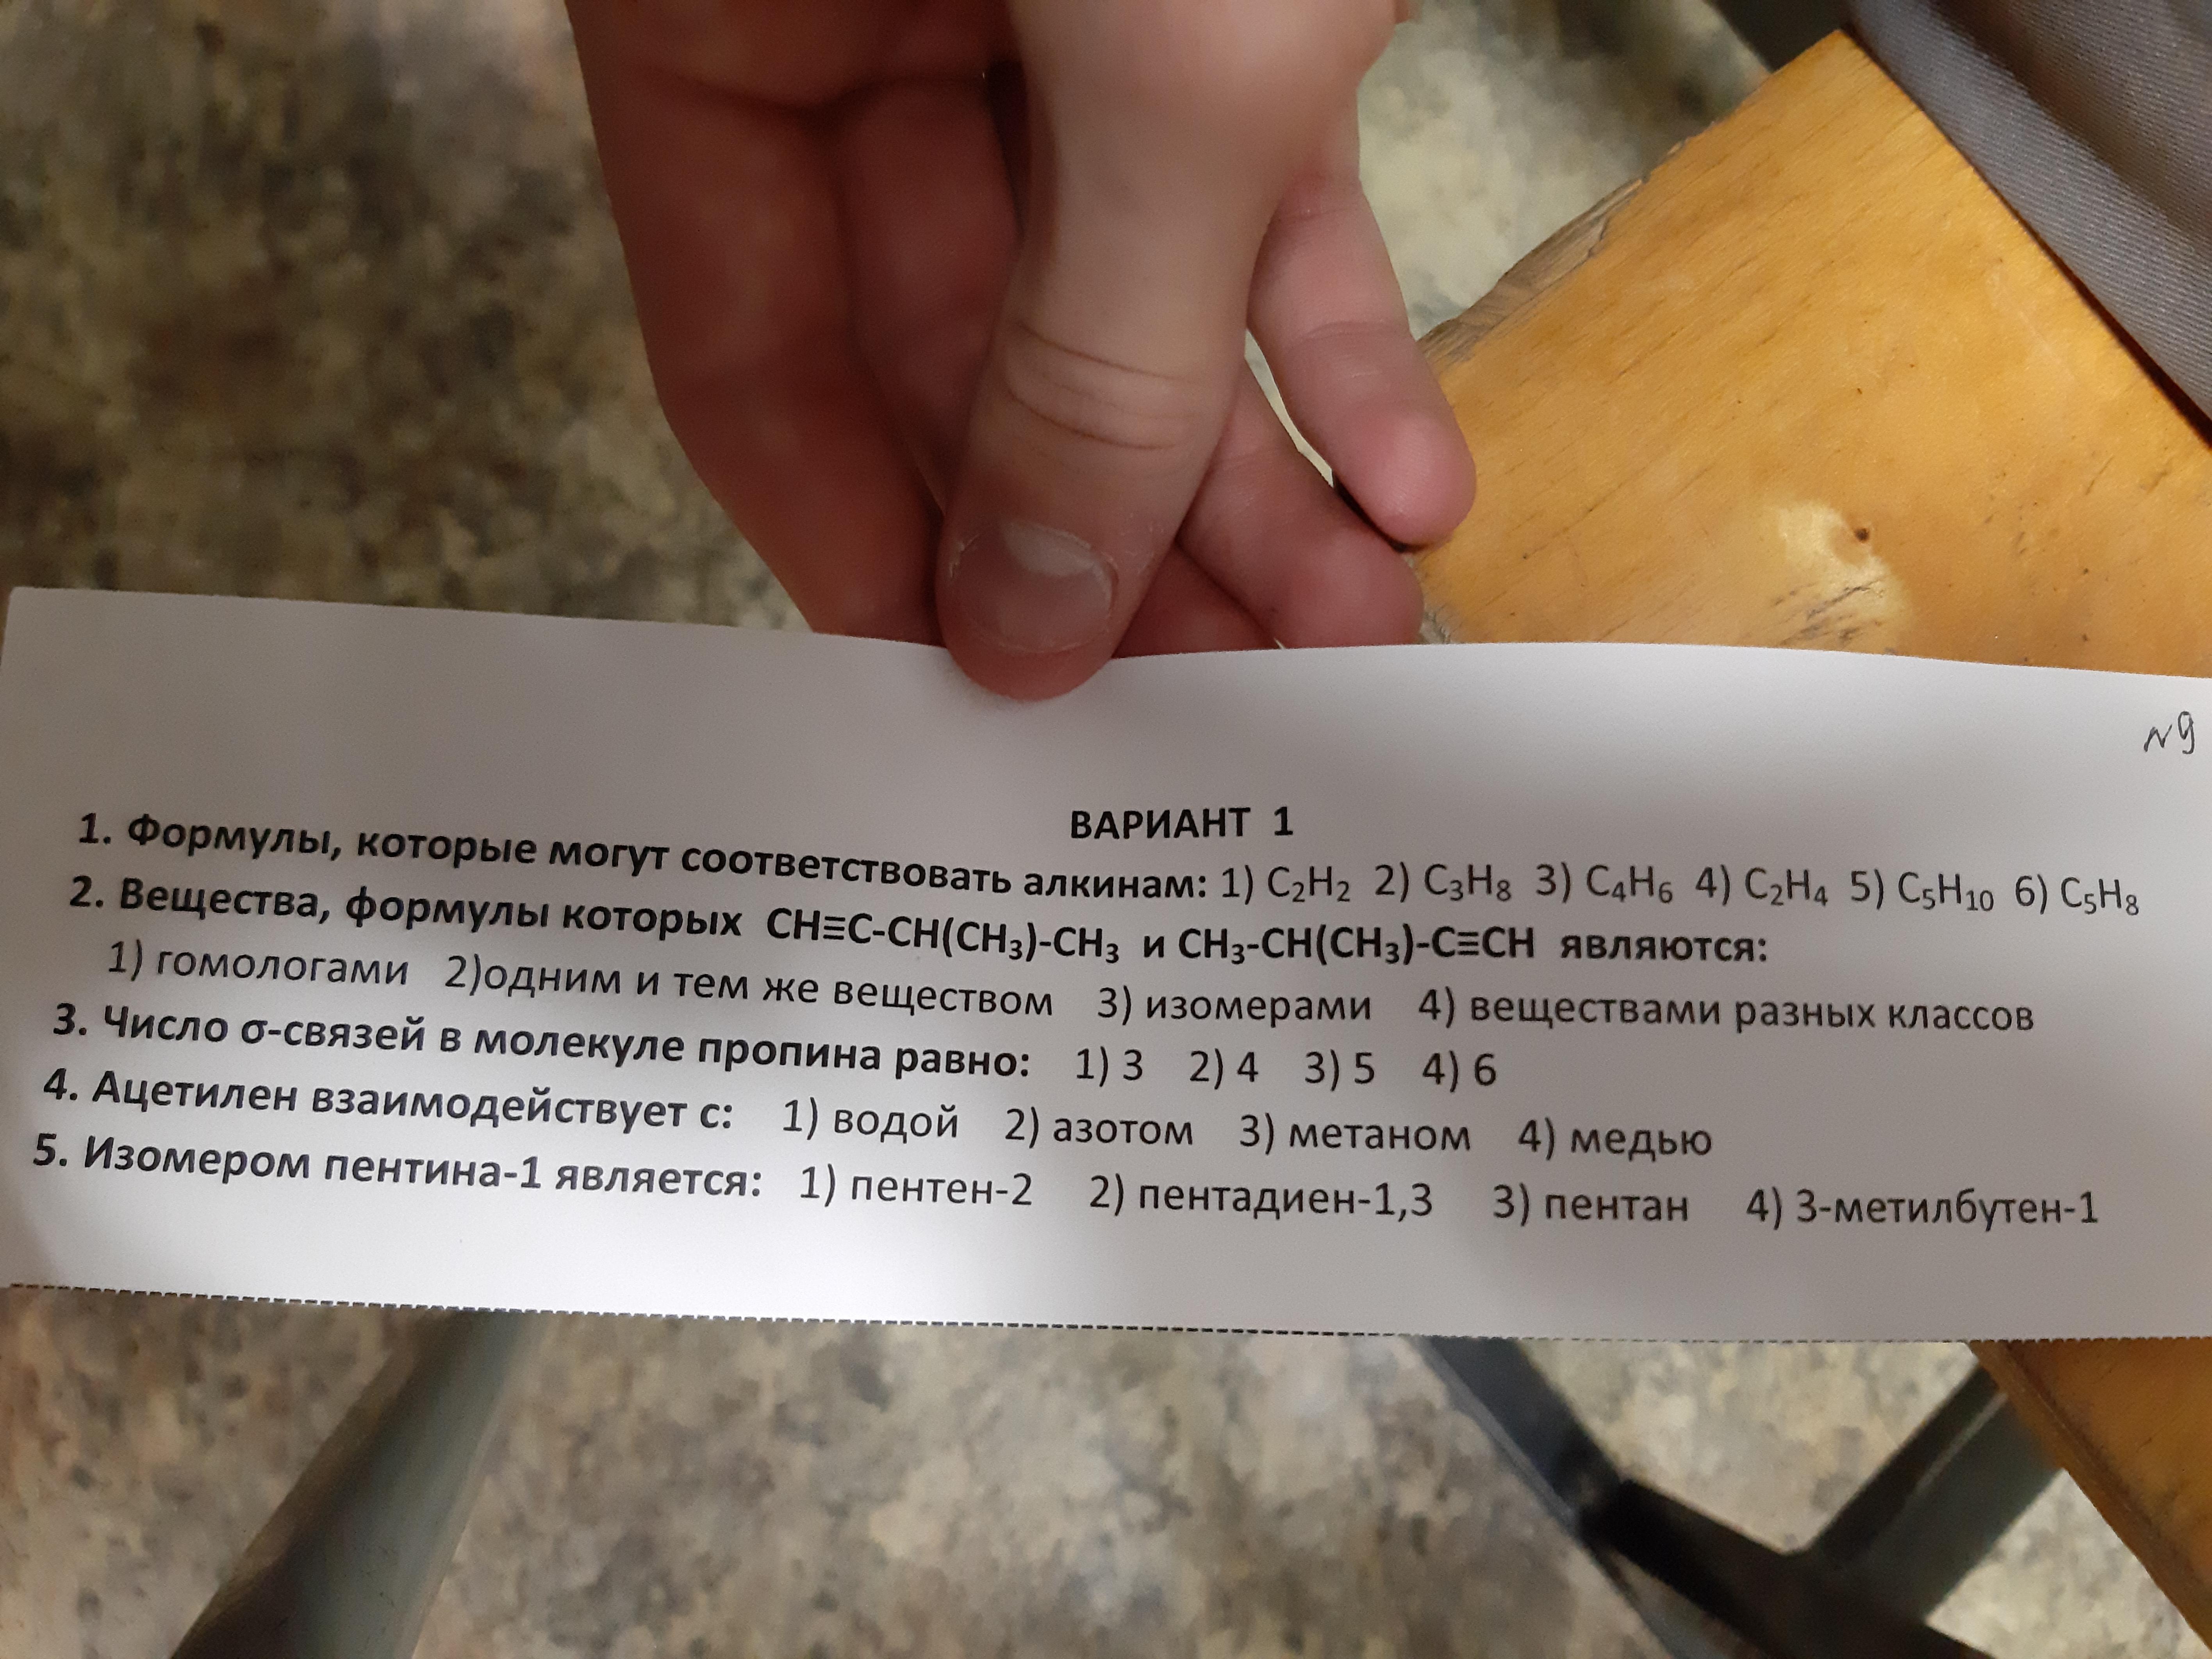 №9
ВАРИАНТ 1
1. Формулы, которые могут соответствовать алкинам: 1) C₂H₂ 2) C₃H₈ 3) C₄H₆ 4) C₂H₄ 5) C₅H₁₀ 6) C₅H₈
2. Вещества, формулы которых CH≡C-CH(CH₃)-CH₃ и CH₃-CH(CH₃)-C≡CH являются:
1) гомологами 2)одним и тем же веществом 3) изомерами 4) веществами разных классов
3. Число σ-связей в молекуле пропина равно: 1) 3 2) 4 3) 5 4) 6
4. Ацетилен взаимодействует с: 1) водой 2) азотом 3) метаном 4) медью
5. Изомером пентина-1 является: 1) пентен-2 2) пентадиен-1,3 3) пентан 4) 3-метилбутен-1